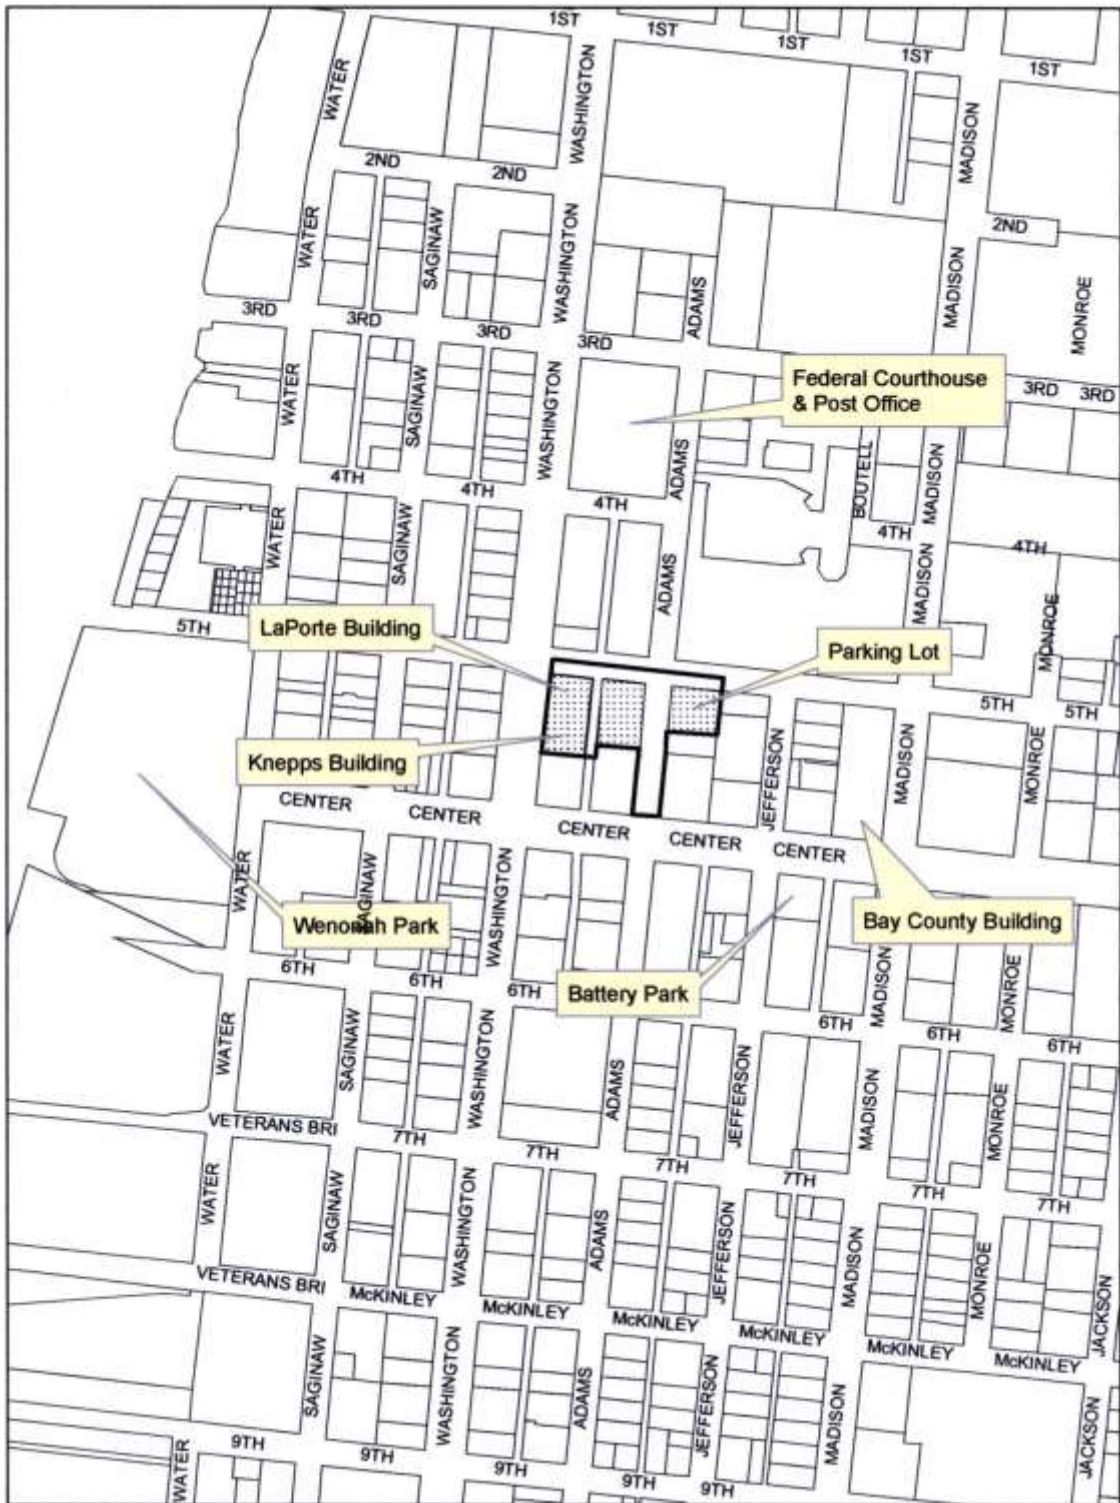 1ST
1ST
1ST
1ST
1ST
WATER
WASHINGTON
MADISON
2ND
2ND
2ND
WATER
SAGINAW
WASHINGTON
ADAMS
MADISON
MONROE
3RD
3RD
3RD
3RD
3RD
3RD
Federal Courthouse
& Post Office
WATER
SAGINAW
WASHINGTON
ADAMS
BOUTELL
MADISON
4TH
4TH
4TH
4TH
4TH
WATER
SAGINAW
ADAMS
MADISON
MONROE
5TH
LaPorte Building
Parking Lot
5TH
5TH
Knepps Building
JEFFERSON
MADISON
MONROE
CENTER
CENTER
CENTER
CENTER
CENTER
WATER
SAGINAW
WASHINGTON
Wenonah Park
Bay County Building
Battery Park
MADISON
MONROE
6TH
6TH
6TH
6TH
6TH
6TH
WATER
SAGINAW
WASHINGTON
ADAMS
JEFFERSON
MADISON
MONROE
VETERANS BRI
7TH
7TH
7TH
7TH
7TH
7TH
WATER
SAGINAW
WASHINGTON
ADAMS
JEFFERSON
MADISON
MONROE
JACKSON
VETERANS BRI
McKINLEY
McKINLEY
McKINLEY
McKINLEY
McKINLEY
McKINLEY
SAGINAW
WASHINGTON
ADAMS
JEFFERSON
MADISON
JACKSON
9TH
9TH
9TH
9TH
9TH
WATER